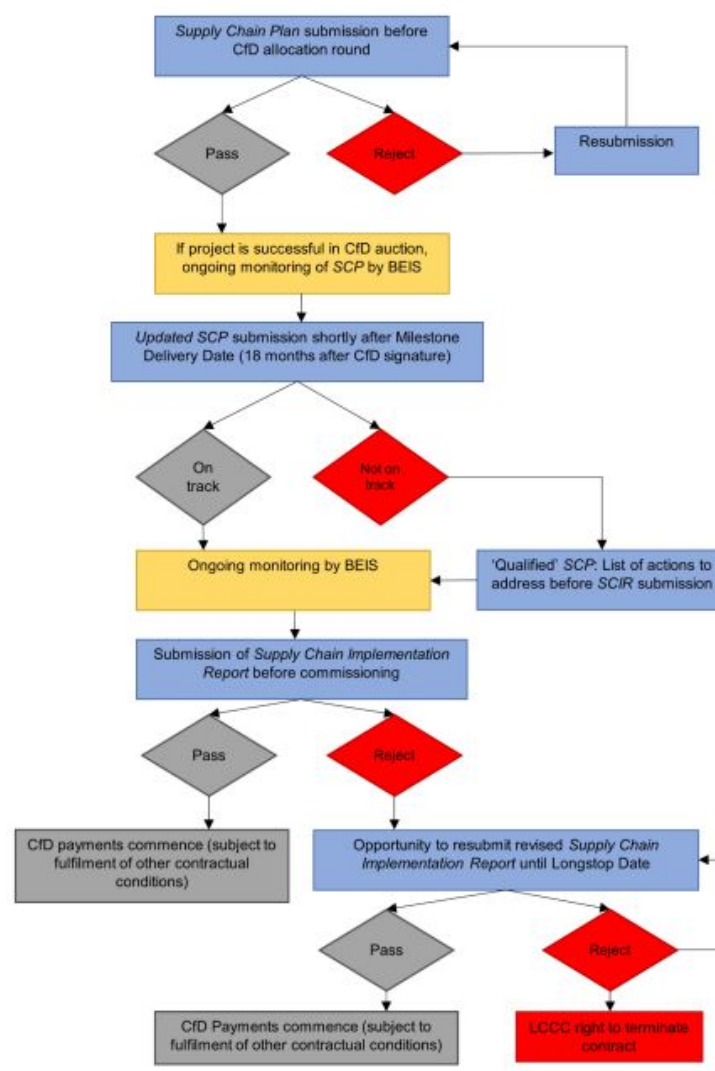 Supply Chain Plan submission before
CfD allocation round
Pass
Reject
Resubmission
If project is successful in CfD auction,
ongoing monitoring of SCP by BEIS
Updated SCP submission shortly after Milestone
Delivery Date (18 months after CfD signature)
On
track
Not on
track
Ongoing monitoring by BEIS
'Qualified' SCP: List of actions to
address before SCIR submission
Submission of Supply Chain Implementation
Report before commissioning
Pass
Reject
CfD payments commence (subject to
fulfilment of other contractual
conditions)
Opportunity to resubmit revised Supply Chain
Implementation Report until Longstop Date
Pass
Reject
CfD Payments commence (subject to
fulfilment of other contractual conditions)
LCCC right to terminate
contract